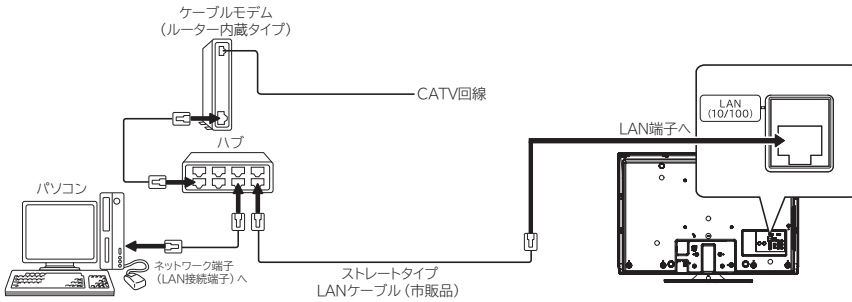 ケーブルモデム
(ルーター内蔵タイプ)
CATV回線
ハブ
パソコン
ネットワーク端子
(LAN接続端子)へ
ストレートタイプ
LANケーブル(市販品)
LAN端子へ
LAN
(10/100)